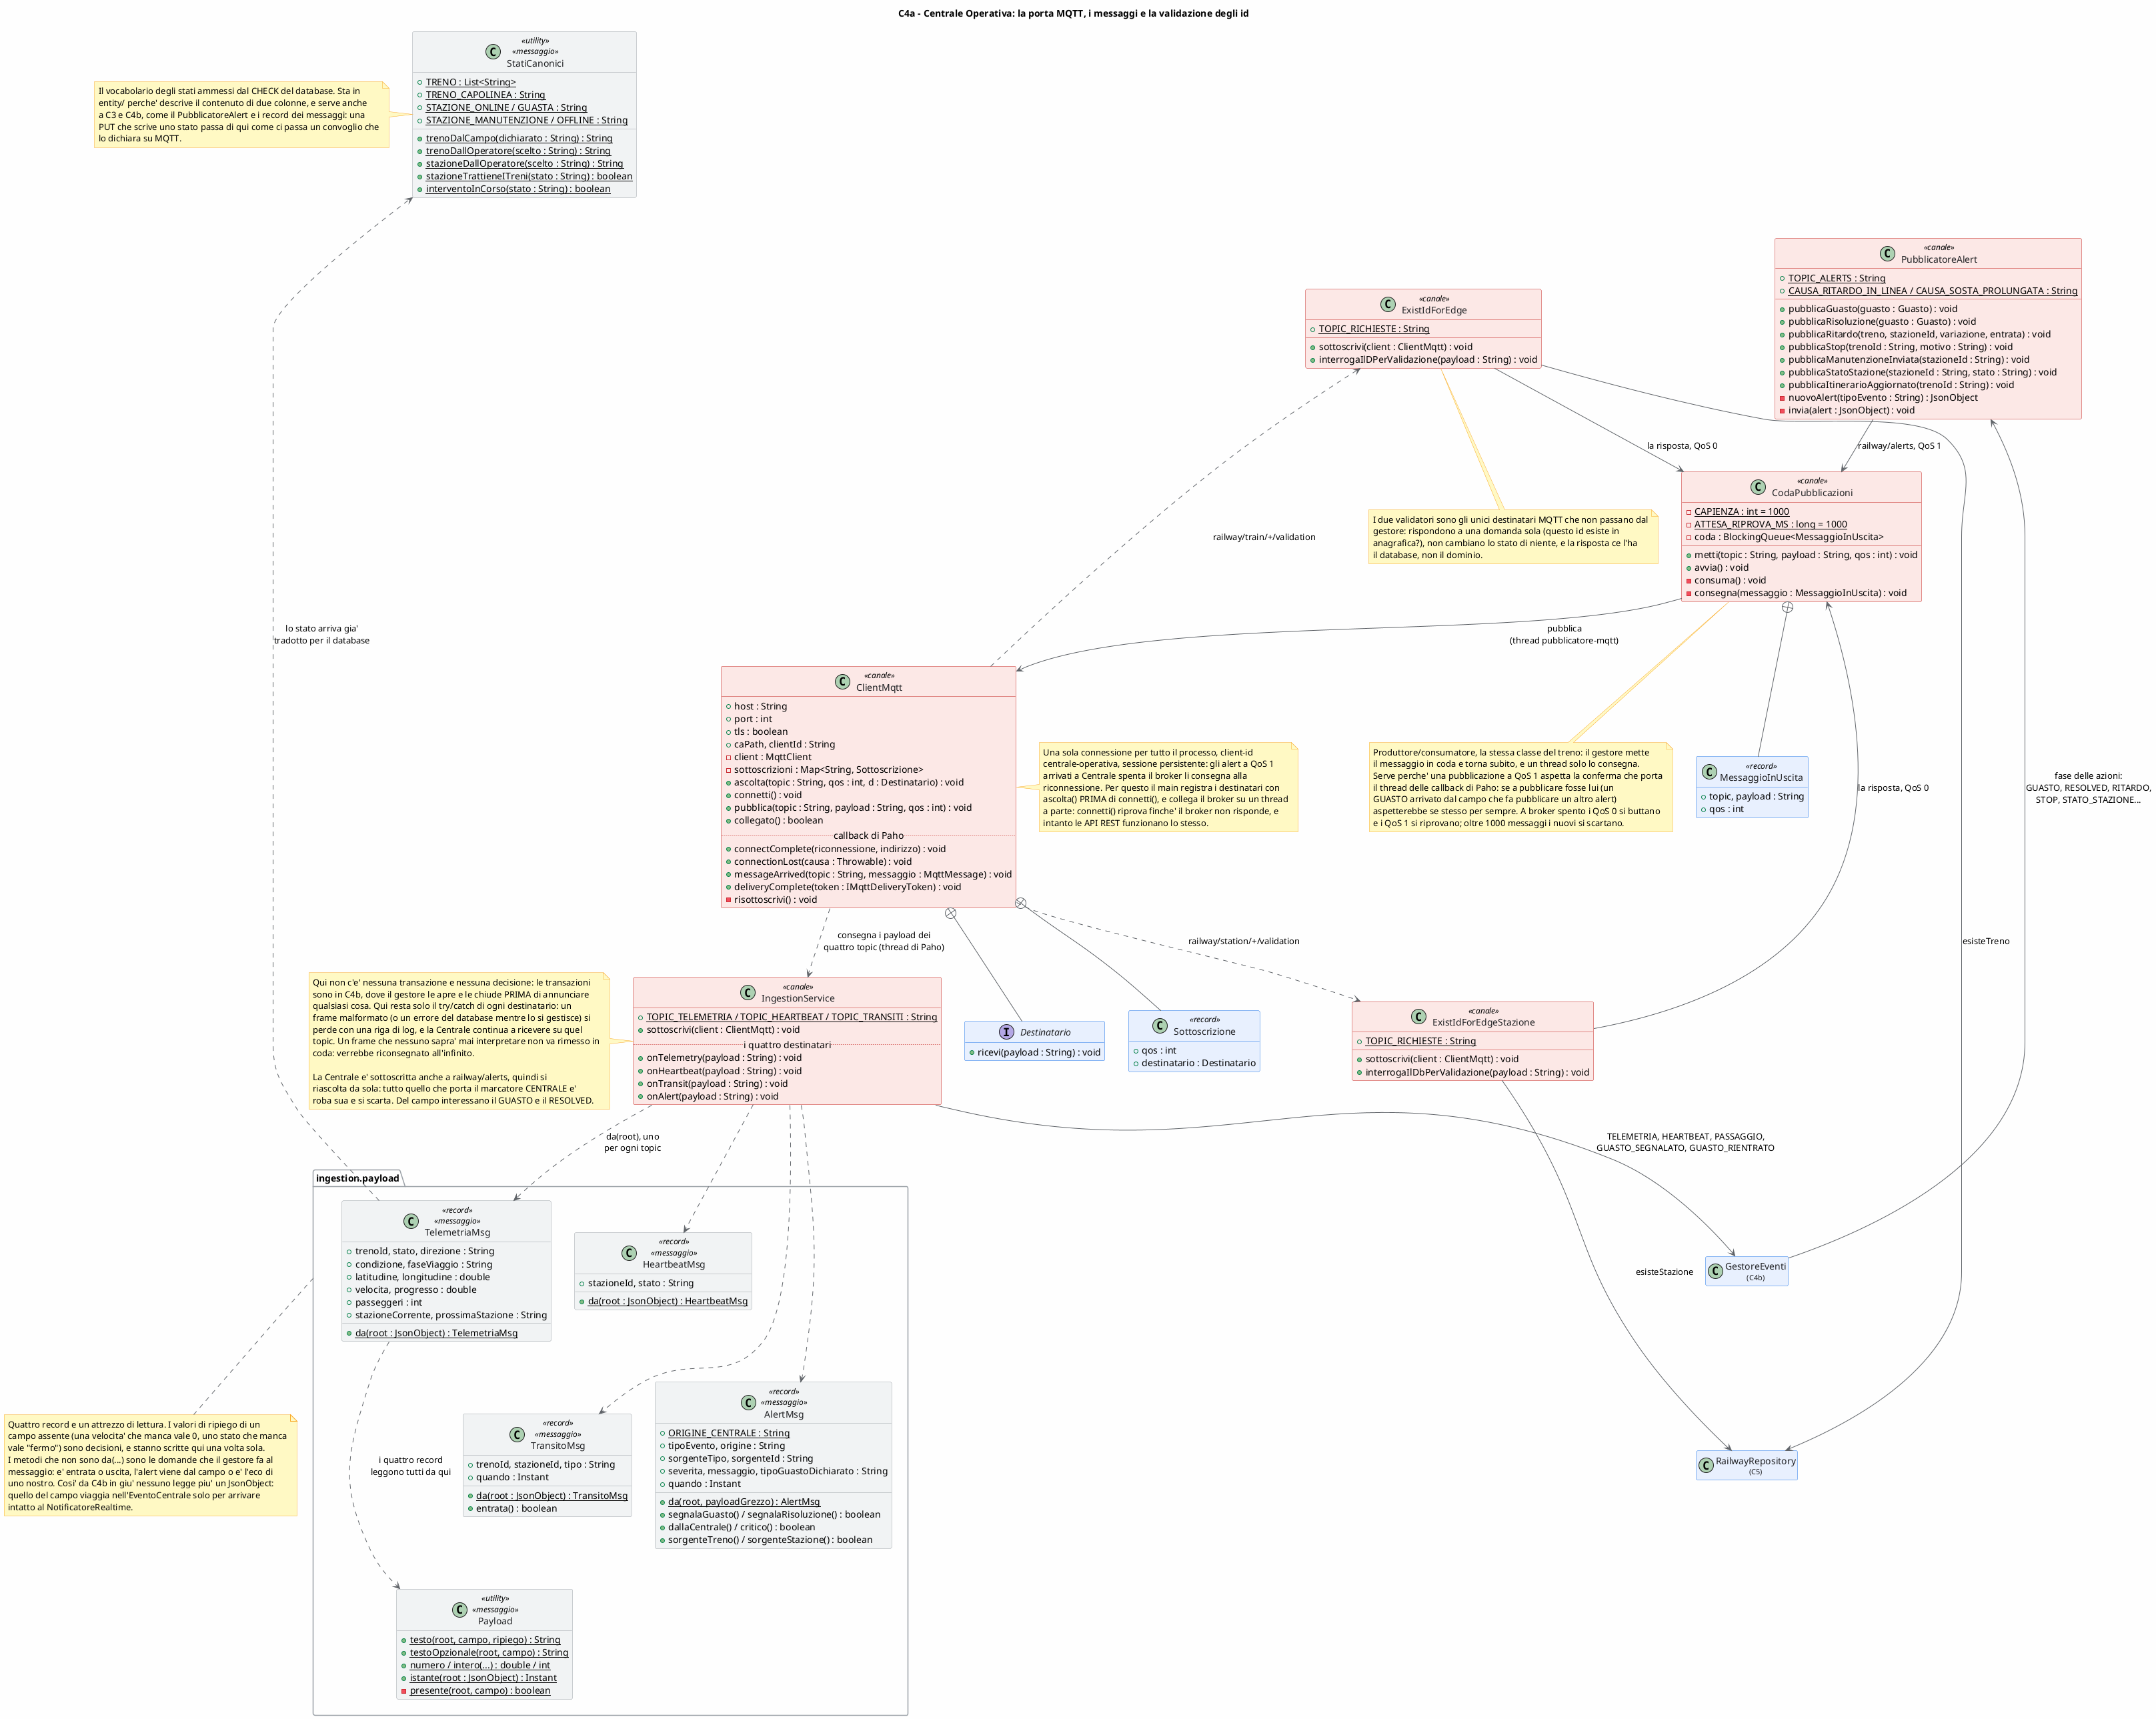 C4a - Centrale Operativa: la porta MQTT, i messaggi e la validazione degli id
«utility»
«messaggio»
StatiCanonici
TRENO : List<String>
TRENO_CAPOLINEA : String
STAZIONE_ONLINE / GUASTA : String
STAZIONE_MANUTENZIONE / OFFLINE : String
trenoDalCampo(dichiarato : String) : String
trenoDallOperatore(scelto : String) : String
stazioneDallOperatore(scelto : String) : String
stazioneTrattieneITreni(stato : String) : boolean
interventoInCorso(stato : String) : boolean
Il vocabolario degli stati ammessi dal CHECK del database. Sta in
entity/ perche' descrive il contenuto di due colonne, e serve anche
a C3 e C4b, come il PubblicatoreAlert e i record dei messaggi: una
PUT che scrive uno stato passa di qui come ci passa un convoglio che
lo dichiara su MQTT.
«canale»
PubblicatoreAlert
TOPIC_ALERTS : String
CAUSA_RITARDO_IN_LINEA / CAUSA_SOSTA_PROLUNGATA : String
pubblicaGuasto(guasto : Guasto) : void
pubblicaRisoluzione(guasto : Guasto) : void
pubblicaRitardo(treno, stazioneId, variazione, entrata) : void
pubblicaStop(trenoId : String, motivo : String) : void
pubblicaManutenzioneInviata(stazioneId : String) : void
pubblicaStatoStazione(stazioneId : String, stato : String) : void
pubblicaItinerarioAggiornato(trenoId : String) : void
nuovoAlert(tipoEvento : String) : JsonObject
invia(alert : JsonObject) : void
«canale»
ExistIdForEdge
TOPIC_RICHIESTE : String
sottoscrivi(client : ClientMqtt) : void
interrogaIlDPerValidazione(payload : String) : void
la risposta, QoS 0
railway/alerts, QoS 1
«canale»
CodaPubblicazioni
CAPIENZA : int = 1000
ATTESA_RIPROVA_MS : long = 1000
coda : BlockingQueue<MessaggioInUscita>
metti(topic : String, payload : String, qos : int) : void
avvia() : void
consuma() : void
consegna(messaggio : MessaggioInUscita) : void
railway/train/+/validation
I due validatori sono gli unici destinatari MQTT che non passano dal
gestore: rispondono a una domanda sola (questo id esiste in
anagrafica?), non cambiano lo stato di niente, e la risposta ce l'ha
il database, non il dominio.
lo stato arriva gia'
tradotto per il database
pubblica
(thread pubblicatore-mqtt)
«canale»
ClientMqtt
host : String
port : int
tls : boolean
caPath, clientId : String
client : MqttClient
sottoscrizioni : Map<String, Sottoscrizione>
ascolta(topic : String, qos : int, d : Destinatario) : void
connetti() : void
pubblica(topic : String, payload : String, qos : int) : void
collegato() : boolean
callback di Paho
connectComplete(riconnessione, indirizzo) : void
connectionLost(causa : Throwable) : void
messageArrived(topic : String, messaggio : MqttMessage) : void
deliveryComplete(token : IMqttDeliveryToken) : void
risottoscrivi() : void
Una sola connessione per tutto il processo, client-id
centrale-operativa, sessione persistente: gli alert a QoS 1
arrivati a Centrale spenta il broker li consegna alla
riconnessione. Per questo il main registra i destinatari con
ascolta() PRIMA di connetti(), e collega il broker su un thread
a parte: connetti() riprova finche' il broker non risponde, e
intanto le API REST funzionano lo stesso.
Produttore/consumatore, la stessa classe del treno: il gestore mette
il messaggio in coda e torna subito, e un thread solo lo consegna.
Serve perche' una pubblicazione a QoS 1 aspetta la conferma che porta
il thread delle callback di Paho: se a pubblicare fosse lui (un
GUASTO arrivato dal campo che fa pubblicare un altro alert)
aspetterebbe se stesso per sempre. A broker spento i QoS 0 si buttano
e i QoS 1 si riprovano; oltre 1000 messaggi i nuovi si scartano.
«record»
MessaggioInUscita
topic, payload : String
qos : int
la risposta, QoS 0
fase delle azioni:
GUASTO, RESOLVED, RITARDO,
STOP, STATO_STAZIONE...
consegna i payload dei
quattro topic (thread di Paho)
railway/station/+/validation
esisteTreno
Qui non c'e' nessuna transazione e nessuna decisione: le transazioni
sono in C4b, dove il gestore le apre e le chiude PRIMA di annunciare
qualsiasi cosa. Qui resta solo il try/catch di ogni destinatario: un
frame malformato (o un errore del database mentre lo si gestisce) si
perde con una riga di log, e la Centrale continua a ricevere su quel
topic. Un frame che nessuno sapra' mai interpretare non va rimesso in
coda: verrebbe riconsegnato all'infinito.
La Centrale e' sottoscritta anche a railway/alerts, quindi si
riascolta da sola: tutto quello che porta il marcatore CENTRALE e'
roba sua e si scarta. Del campo interessano il GUASTO e il RESOLVED.
«canale»
IngestionService
TOPIC_TELEMETRIA / TOPIC_HEARTBEAT / TOPIC_TRANSITI : String
sottoscrivi(client : ClientMqtt) : void
i quattro destinatari
onTelemetry(payload : String) : void
onHeartbeat(payload : String) : void
onTransit(payload : String) : void
onAlert(payload : String) : void
Destinatario
ricevi(payload : String) : void
«record»
Sottoscrizione
qos : int
destinatario : Destinatario
«canale»
ExistIdForEdgeStazione
TOPIC_RICHIESTE : String
sottoscrivi(client : ClientMqtt) : void
interrogaIlDbPerValidazione(payload : String) : void
da(root), uno
per ogni topic
TELEMETRIA, HEARTBEAT, PASSAGGIO,
GUASTO_SEGNALATO, GUASTO_RIENTRATO
ingestion.payload
«record»
«messaggio»
TelemetriaMsg
trenoId, stato, direzione : String
condizione, faseViaggio : String
latitudine, longitudine : double
velocita, progresso : double
passeggeri : int
stazioneCorrente, prossimaStazione : String
da(root : JsonObject) : TelemetriaMsg
«record»
«messaggio»
HeartbeatMsg
stazioneId, stato : String
da(root : JsonObject) : HeartbeatMsg
esisteStazione
GestoreEventi
(C4b)
Quattro record e un attrezzo di lettura. I valori di ripiego di un
campo assente (una velocita' che manca vale 0, uno stato che manca
vale "fermo") sono decisioni, e stanno scritte qui una volta sola.
I metodi che non sono da(...) sono le domande che il gestore fa al
messaggio: e' entrata o uscita, l'alert viene dal campo o e' l'eco di
uno nostro. Cosi' da C4b in giu' nessuno legge piu' un JsonObject:
quello del campo viaggia nell'EventoCentrale solo per arrivare
intatto al NotificatoreRealtime.
i quattro record
leggono tutti da qui
«record»
«messaggio»
TransitoMsg
trenoId, stazioneId, tipo : String
quando : Instant
da(root : JsonObject) : TransitoMsg
entrata() : boolean
«record»
«messaggio»
AlertMsg
ORIGINE_CENTRALE : String
tipoEvento, origine : String
sorgenteTipo, sorgenteId : String
severita, messaggio, tipoGuastoDichiarato : String
quando : Instant
da(root, payloadGrezzo) : AlertMsg
segnalaGuasto() / segnalaRisoluzione() : boolean
dallaCentrale() / critico() : boolean
sorgenteTreno() / sorgenteStazione() : boolean
RailwayRepository
(C5)
«utility»
«messaggio»
Payload
testo(root, campo, ripiego) : String
testoOpzionale(root, campo) : String
numero / intero(...) : double / int
istante(root : JsonObject) : Instant
presente(root, campo) : boolean